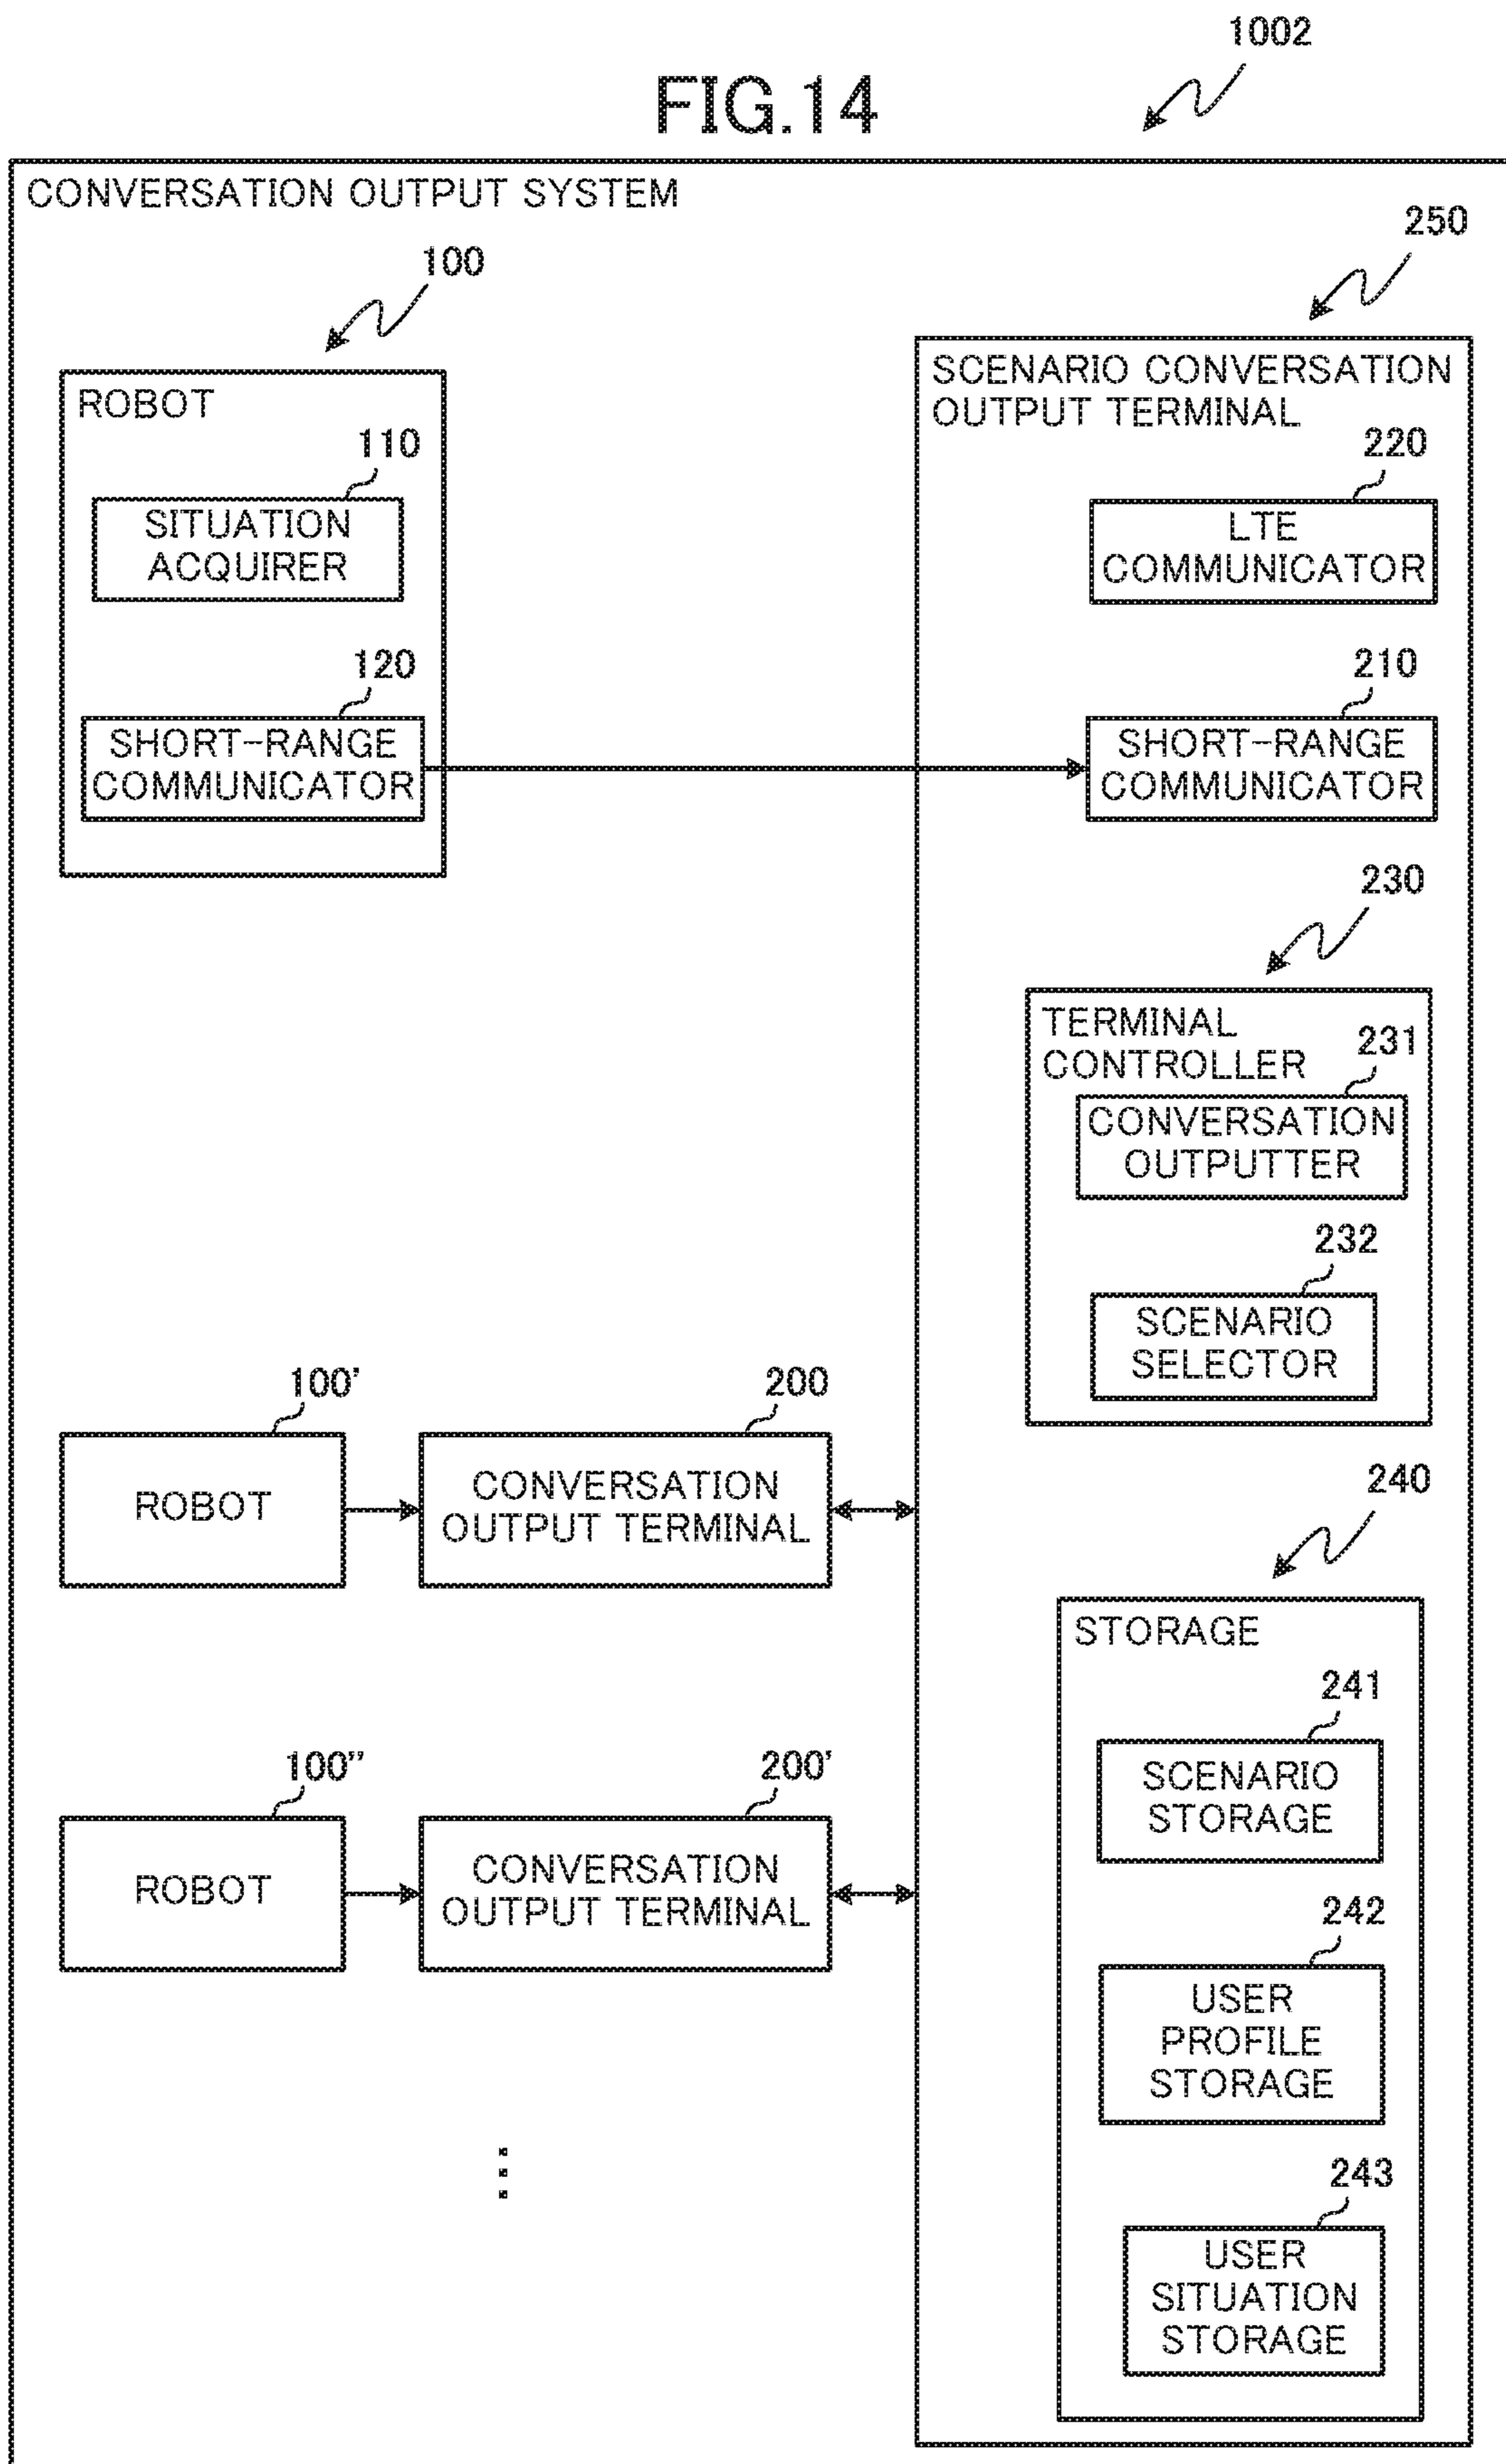 1002
FIG.14
CONVERSATION OUTPUT SYSTEM
250
100
SCENARIO CONVERSATION
OUTPUT TERMINAL
ROBOT
110
SITUATION
ACQUIRER
220
LTE
COMMUNICATOR
120
SHORT-RANGE
COMMUNICATOR
210
SHORT-RANGE
COMMUNICATOR
230
TERMINAL
CONTROLLER
231
CONVERSATION
OUTPUTTER
232
SCENARIO
SELECTOR
100'
ROBOT
200
CONVERSATION
OUTPUT TERMINAL
240
STORAGE
241
SCENARIO
STORAGE
100''
ROBOT
200'
CONVERSATION
OUTPUT TERMINAL
242
USER
PROFILE
STORAGE
243
USER
SITUATION
STORAGE